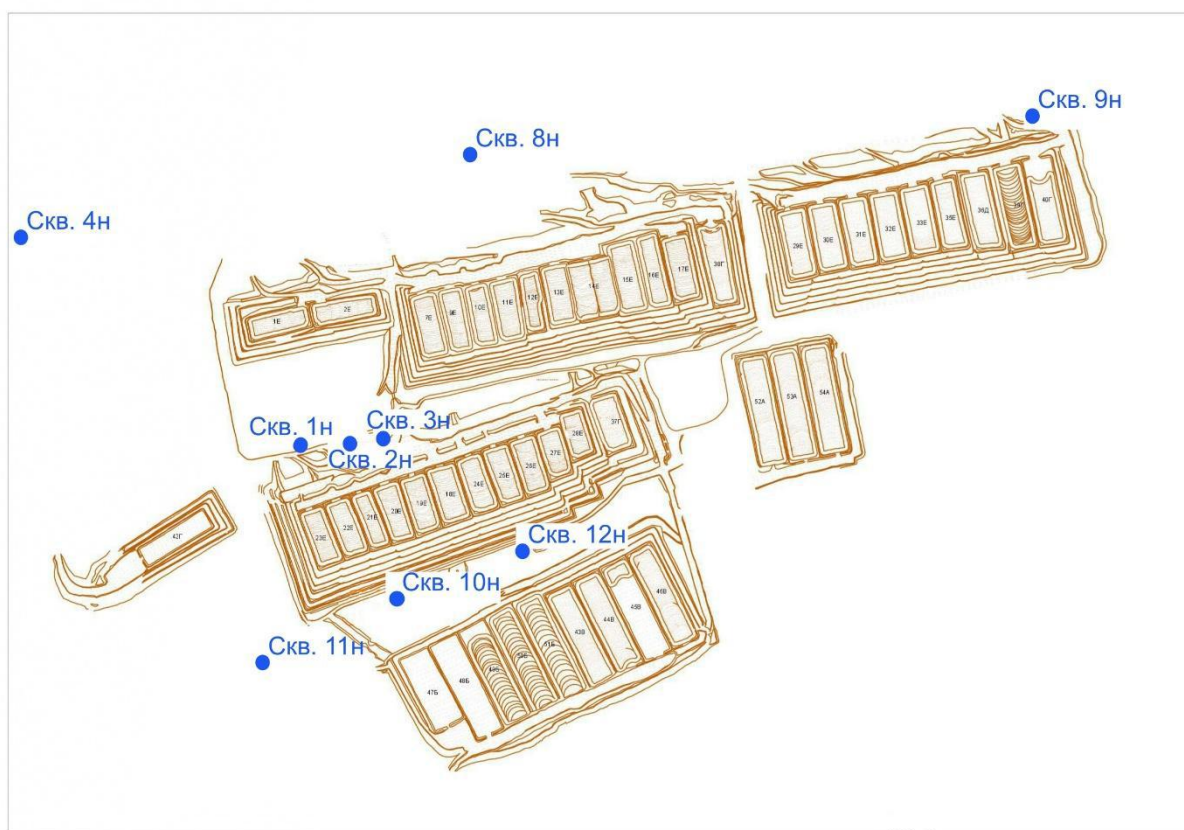 Скв. 9н
Скв. 8н
Скв. 4н
40Г
36Д
35Е
33Е
32Е
31Е
30Е
29Е
38Г
17Е
16Е
15Е
14Е
13Е
12Е
11Е
10Е
9Е
7Е
2Е
1Е
54А
53А
52А
Скв. 3н
Скв. 1н
Скв. 2н
37Г
28Е
27Е
26Е
25Е
24Е
18Е
19Е
20Е
21Е
22Е
23Е
42Г
Скв. 12н
Скв. 10н
46В
45В
44В
43В
48Б
47Б
Скв. 11н